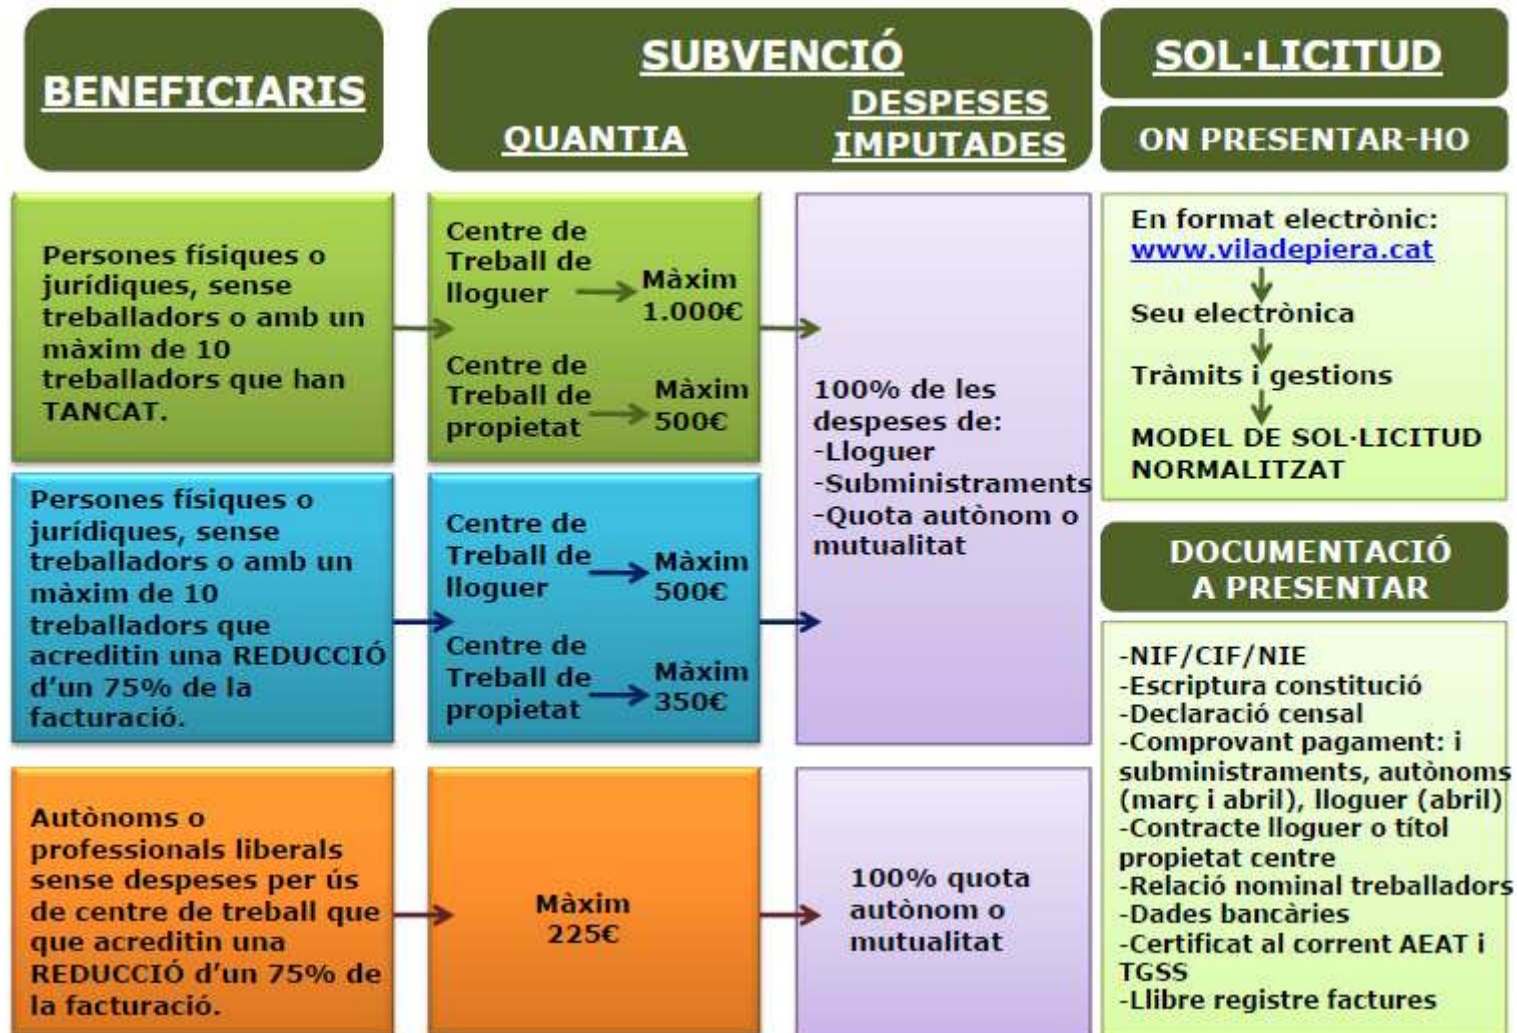 BENEFICIARIS
SUBVENCIÓ
QUANTIA
DESPESES
IMPUTADES
SOL·LICITUD
ON PRESENTAR-HO
Persones físiques o
jurídiques, sense
treballadors o amb un
màxim de 10
treballadors que han
TANCAT.
Centre de
Treball de
lloguer
Màxim
1.000€
Centre de
Treball de
propietat
Màxim
500€
Persones físiques o
jurídiques, sense
treballadors o amb un
màxim de 10
treballadors que
acreditin una REDUCCIÓ
d'un 75% de la
facturació.
Centre de
Treball de
lloguer
Màxim
500€
Centre de
Treball de
propietat
Màxim
350€
100% de les
despeses de:
-Lloguer
-Subministraments
-Quota autònom o
mutualitat
Autònoms o
professionals liberals
sense despeses per ús
de centre de treball que
que acreditin una
REDUCCIÓ d'un 75% de
la facturació.
Màxim
225€
100% quota
autònom o
mutualitat
En format electrònic:
www.viladepiera.cat
Seu electrònica
Tràmits i gestions
MODEL DE SOL·LICITUD
NORMALITZAT
DOCUMENTACIÓ
A PRESENTAR
-NIF/CIF/NIE
-Escriptura constitució
-Declaració censal
-Comprovant pagament: i
subministraments, autònoms
(març i abril), lloguer (abril)
-Contracte lloguer o títol
propietat centre
-Relació nominal treballadors
-Dades bancàries
-Certificat al corrent AEAT i
TGSS
-Llibre registre factures